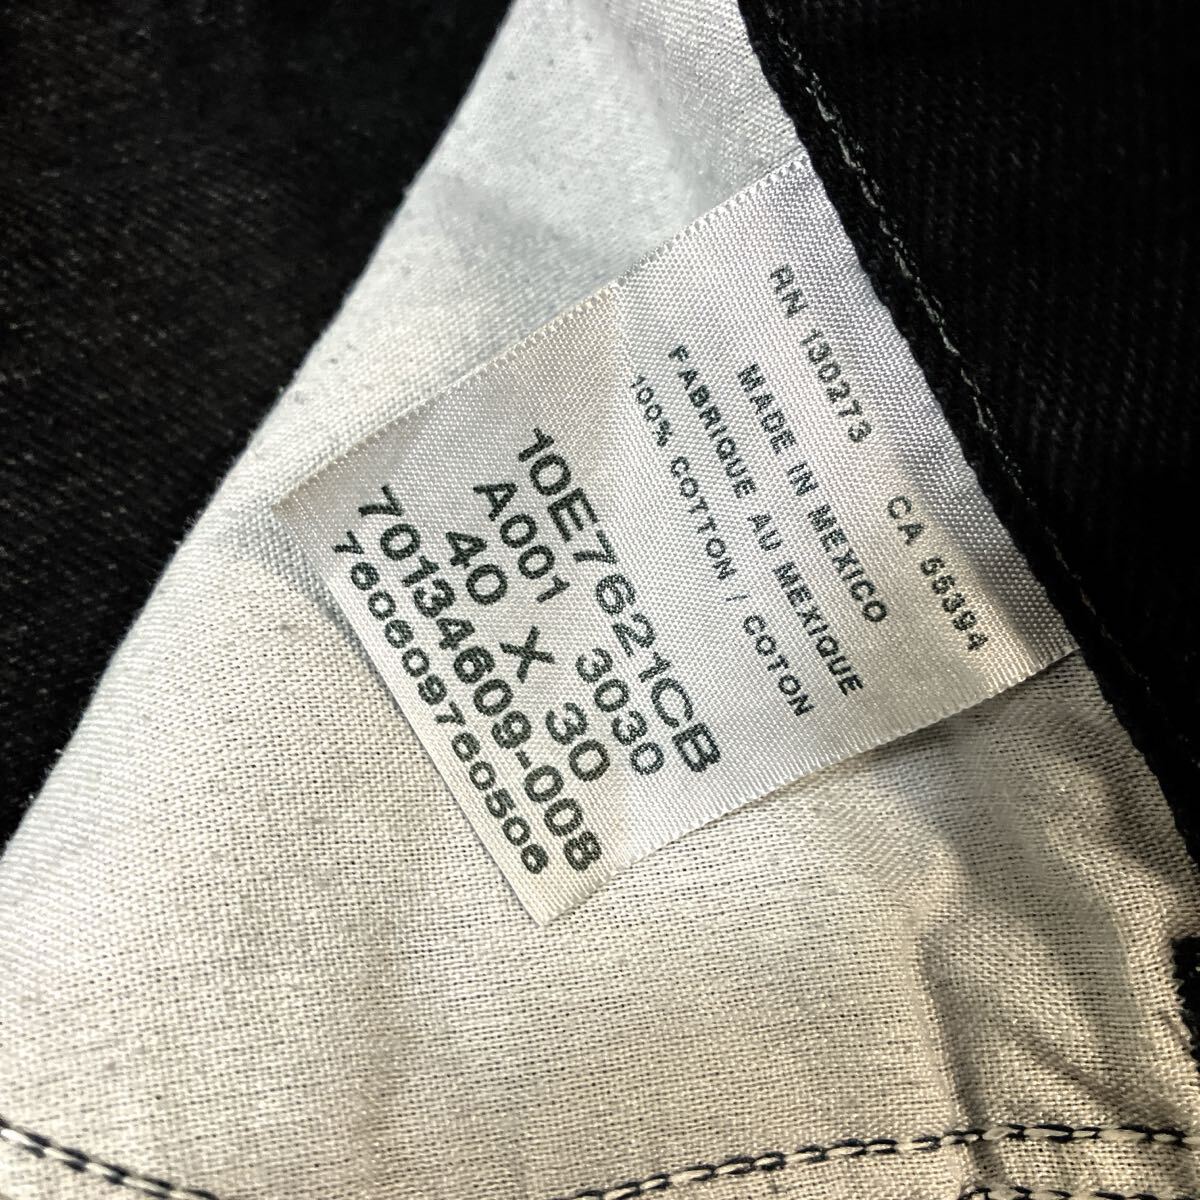 RN 130273 CA 55394
MADE IN MEXICO
FABRIQUE AU MEXIQUE
100% COTTON / COTON
10E7621CB
A001 3030
40 X 30
70134609-008
760609760506